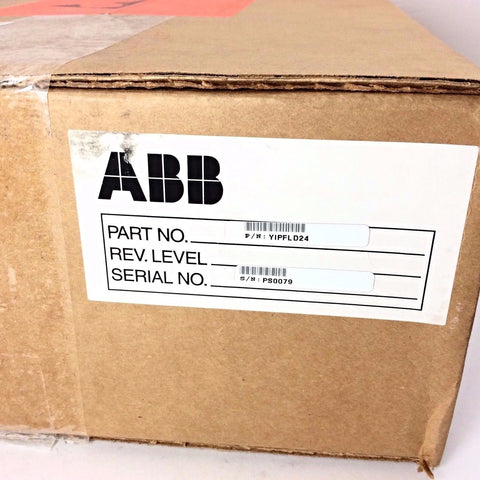 ABB
PART NO. P/N: YIPFLD24
REV. LEVEL
SERIAL NO. S/N: PS0079